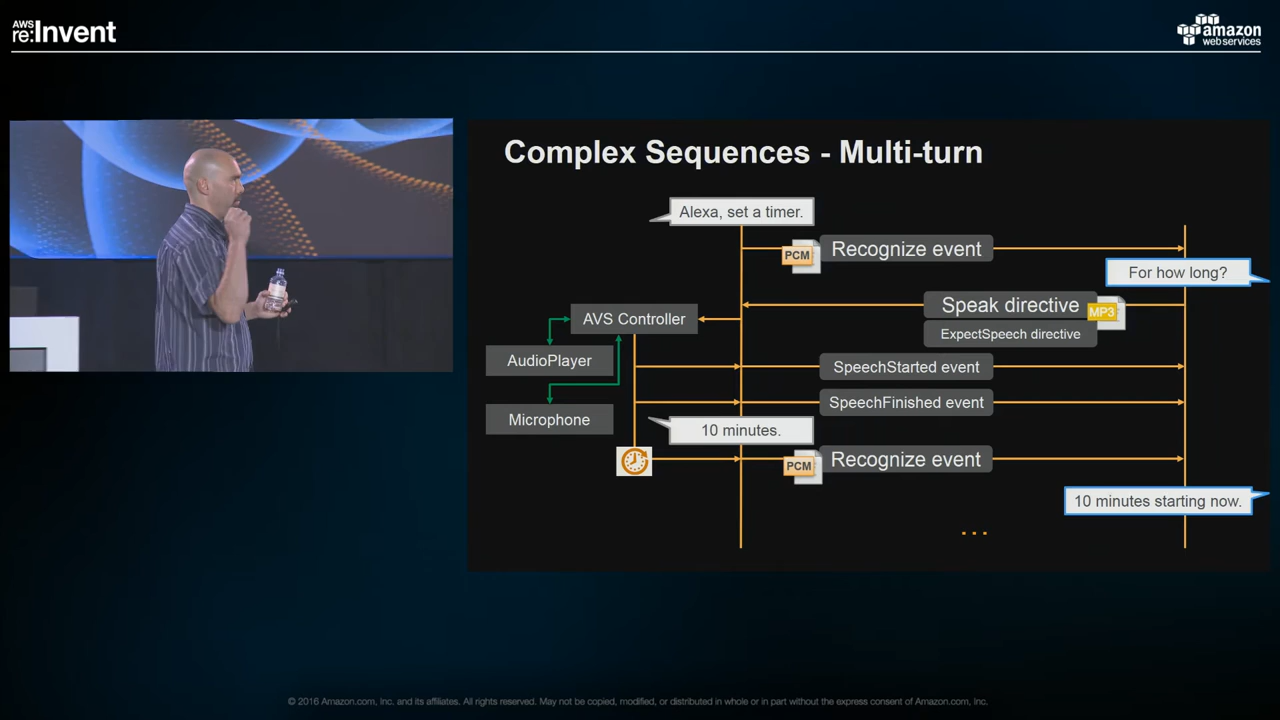 AWS
re:Invent
amazon
web services
Complex Sequences - Multi-turn
Alexa, set a timer.
PCM
Recognize event
For how long?
Speak directive
MP3
ExpectSpeech directive
AVS Controller
AudioPlayer
SpeechStarted event
SpeechFinished event
Microphone
10 minutes.
PCM
Recognize event
10 minutes starting now.
...
© 2016 Amazon.com, Inc. and its affiliates. All rights reserved. May not be copied, modified, or distributed in whole or in part without the express consent of Amazon.com, Inc.